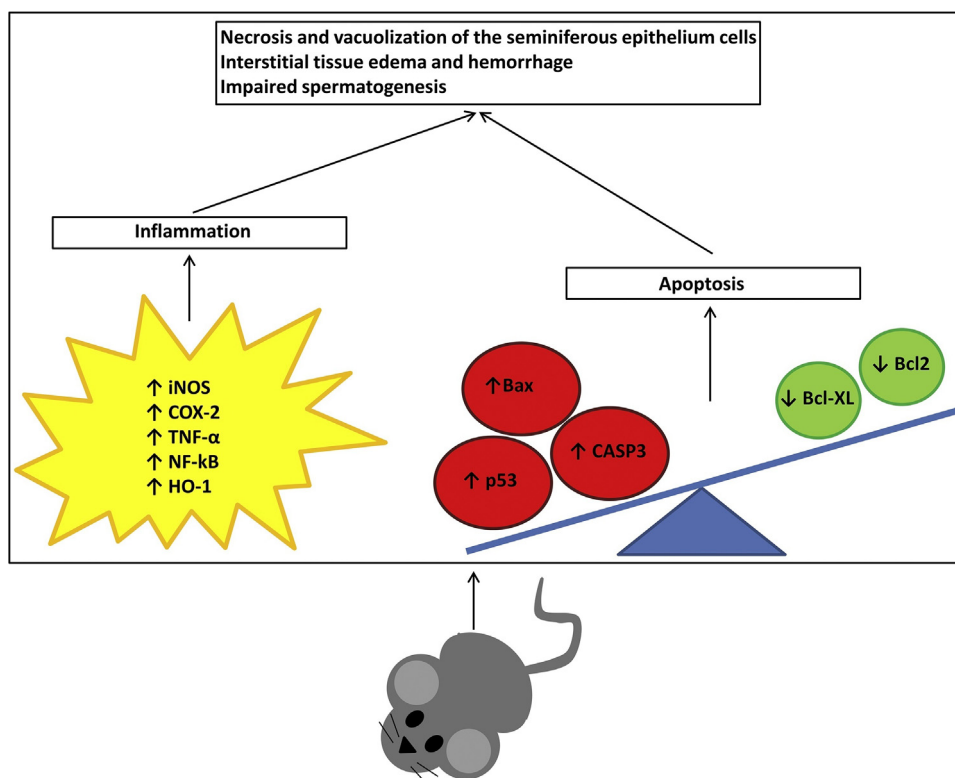 Necrosis and vacuolization of the seminiferous epithelium cells
Interstitial tissue edema and hemorrhage
Impaired spermatogenesis
Inflammation
Apoptosis
↑ iNOS
↑ COX-2
↑ TNF-α
↑ NF-kB
↑ HO-1
↑Bax
↑ p53
↑ CASP3
↓ Bcl-XL
↓ Bcl2